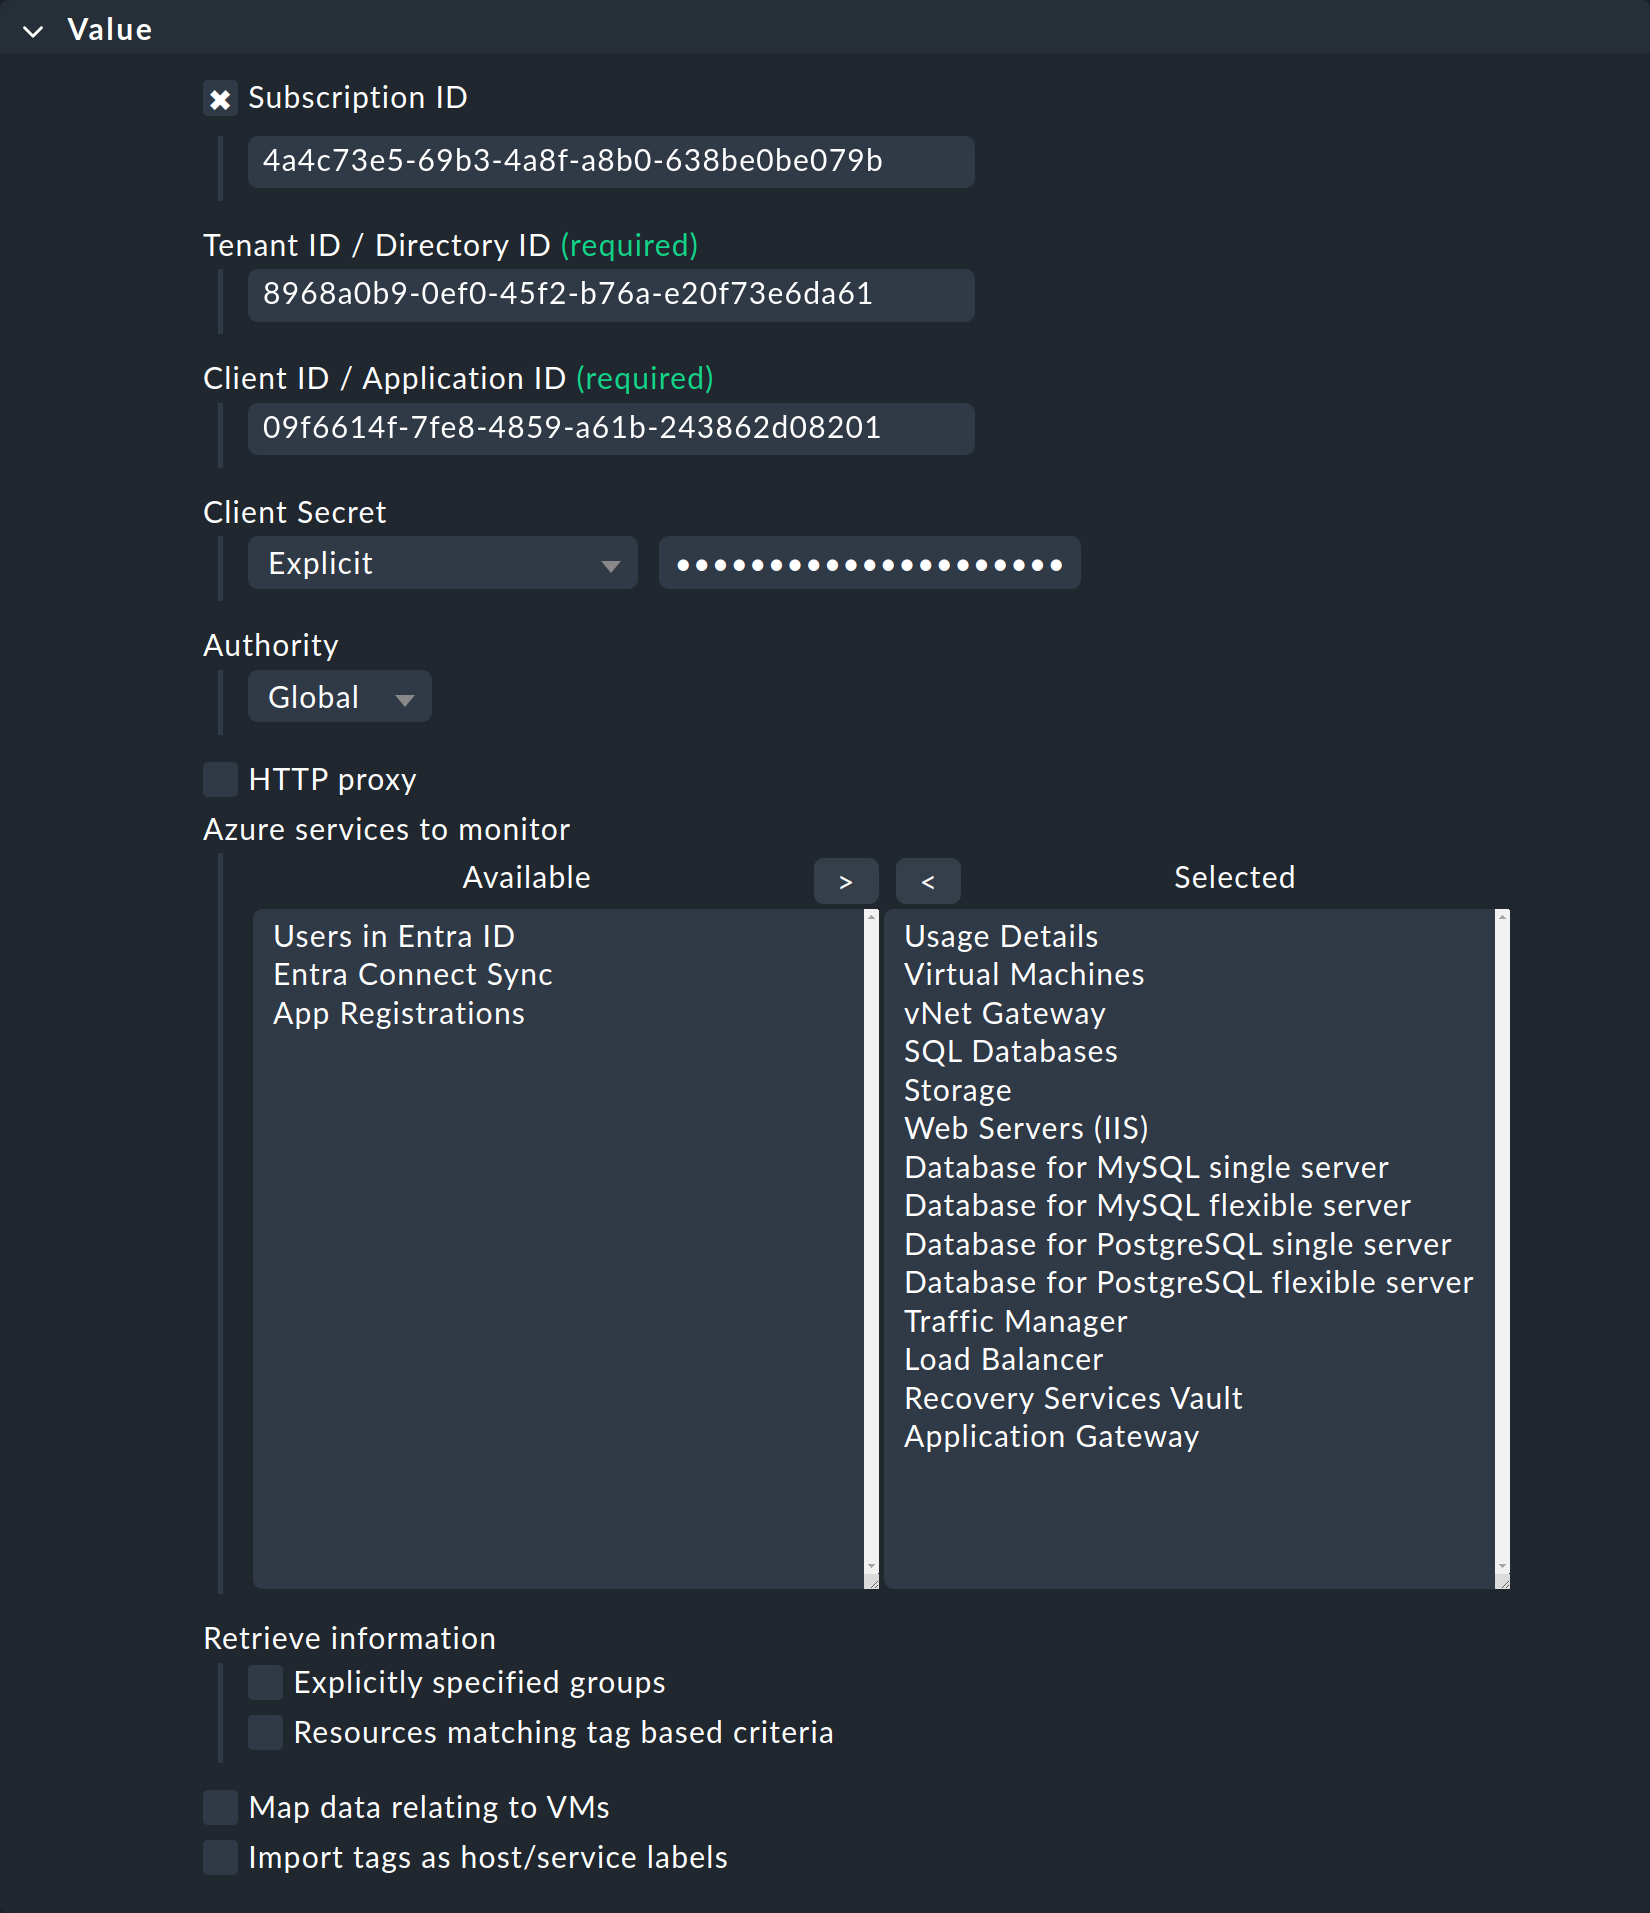 Value
Subscription ID
4a4c73e5-69b3-4a8f-a8b0-638be0be079b
Tenant ID / Directory ID (required)
8968a0b9-0ef0-45f2-b76a-e20f73e6da61
Client ID / Application ID (required)
09f6614f-7fe8-4859-a61b-243862d08201
Client Secret
Explicit •••••••••••••••••••••
Authority
Global
HTTP proxy
Azure services to monitor
Available > < Selected
Users in Entra ID
Entra Connect Sync
App Registrations
Usage Details
Virtual Machines
vNet Gateway
SQL Databases
Storage
Web Servers (IIS)
Database for MySQL single server
Database for MySQL flexible server
Database for PostgreSQL single server
Database for PostgreSQL flexible server
Traffic Manager
Load Balancer
Recovery Services Vault
Application Gateway
Retrieve information
Explicitly specified groups
Resources matching tag based criteria
Map data relating to VMs
Import tags as host/service labels